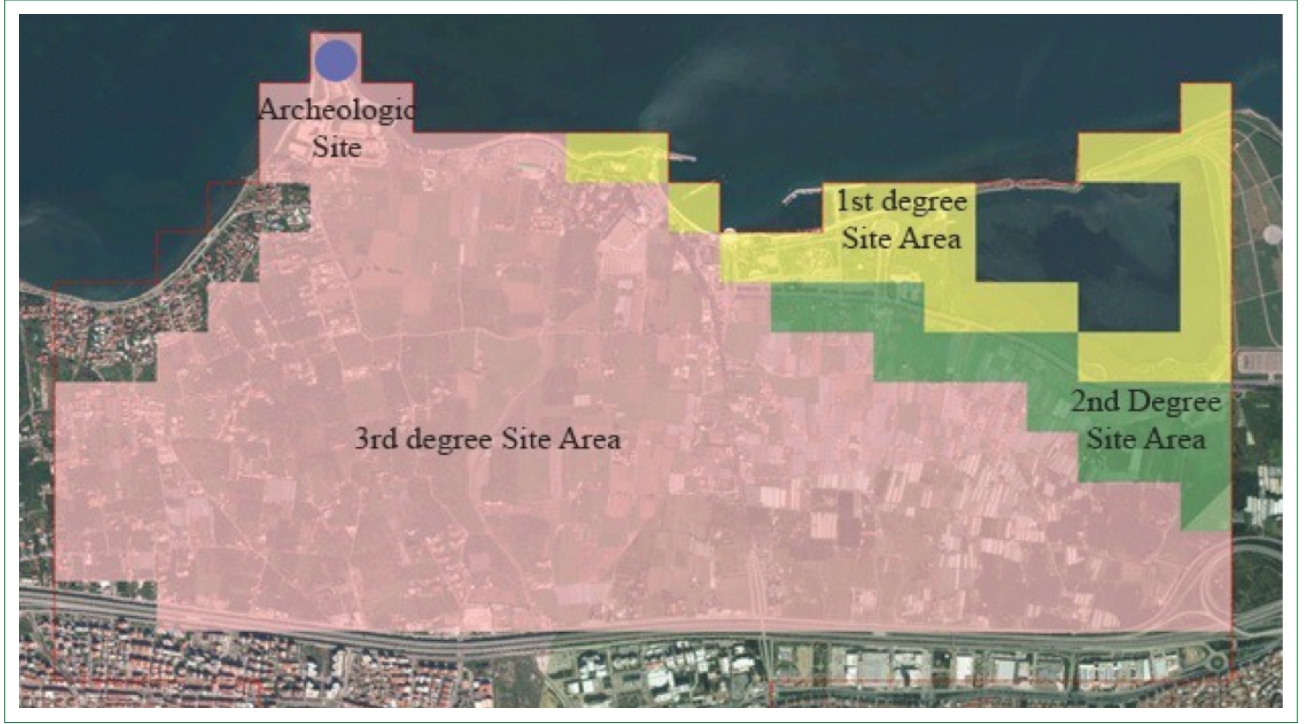 Archeologic
Site
1st degree
Site Area
2nd Degree
Site Area
3rd degree Site Area